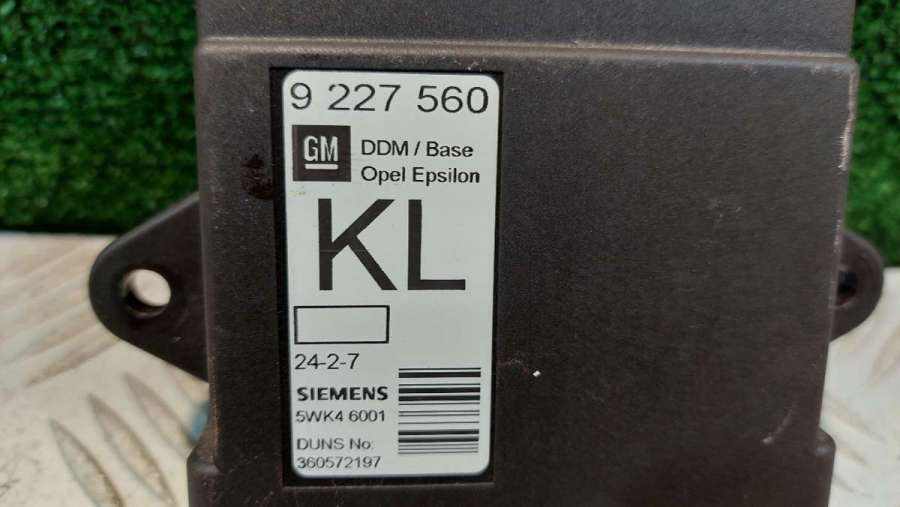 9 227 560
GM
DDM / Base
Opel Epsilon
KL
24-2-7
SIEMENS
5WK4 6001
DUNS No:
360572197